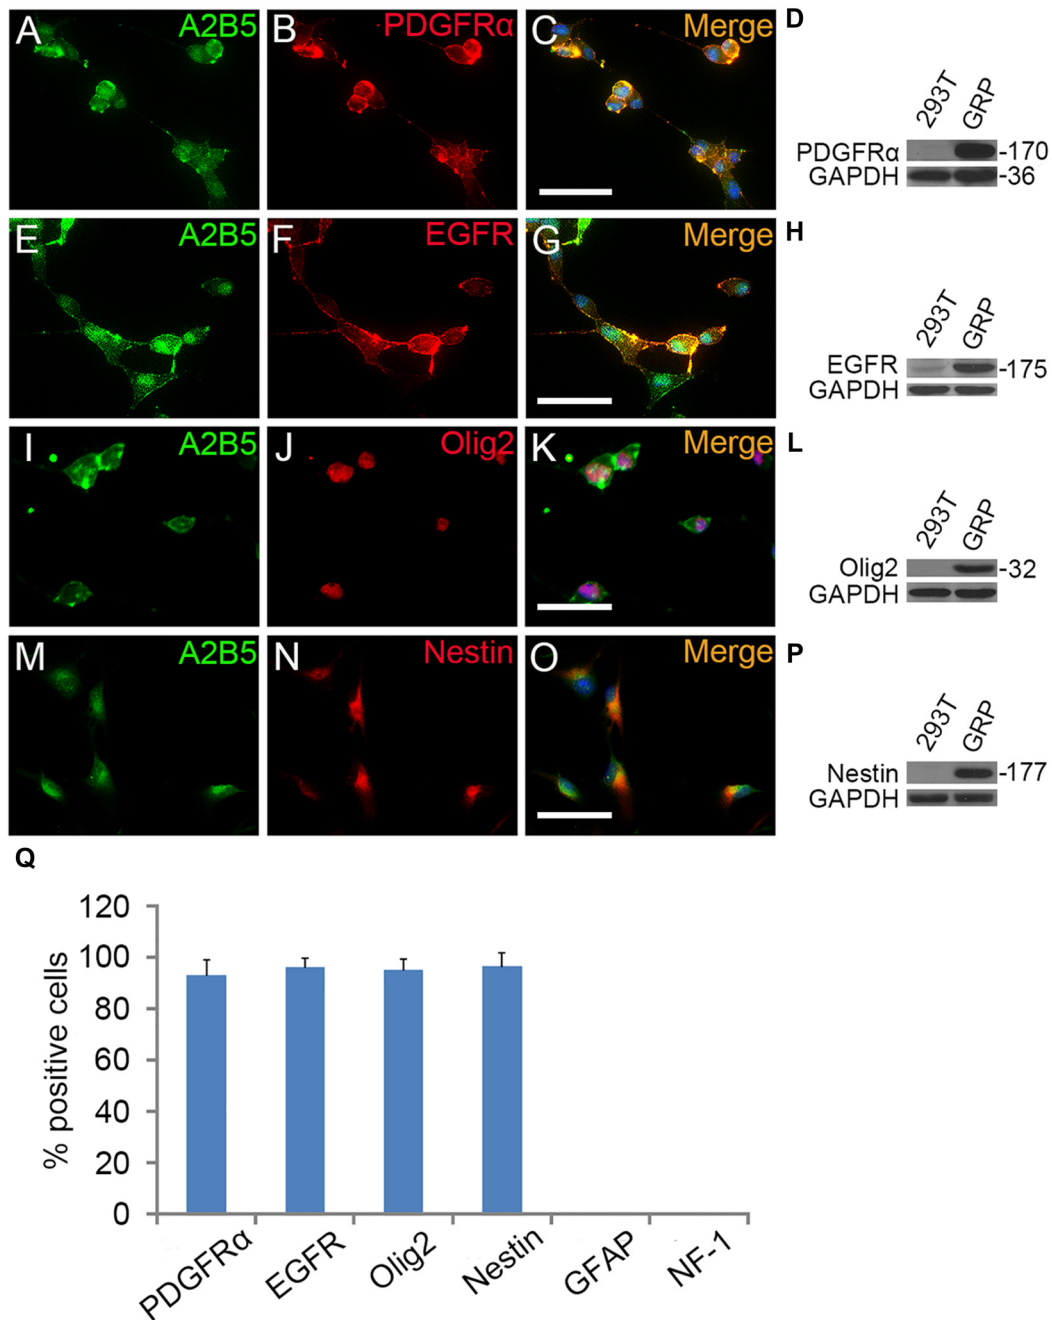 A A2B5 B PDGFRα C Merge D
293T GRP
PDGFRα -170
GAPDH -36
E A2B5 F EGFR G Merge H
293T GRP
EGFR -175
GAPDH
I A2B5 J Olig2 K Merge L
293T GRP
Olig2 -32
GAPDH
M A2B5 N Nestin O Merge P
293T GRP
Nestin -177
GAPDH
Q
% positive cells
120
100
80
60
40
20
0
PDGFRα EGFR Olig2 Nestin GFAP NF-1